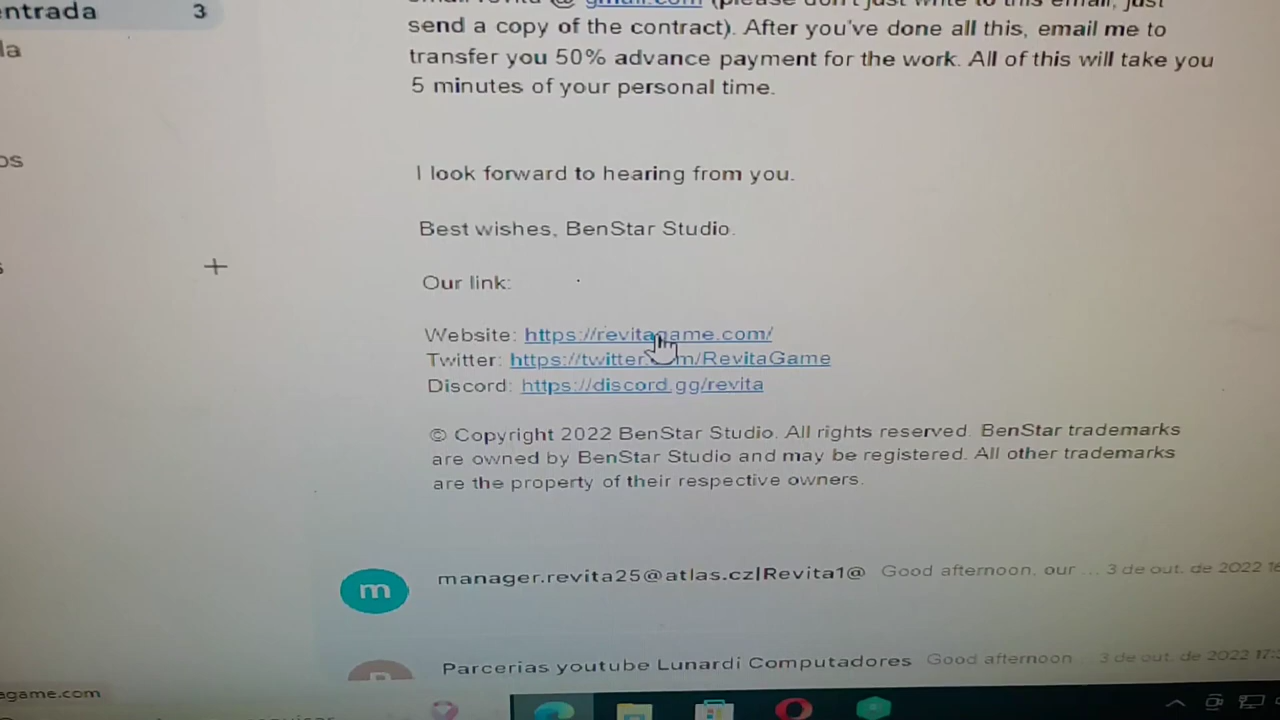 entrada 3
send a copy of the contract). After you've done all this, email me to
transfer you 50% advance payment for the work. All of this will take you
5 minutes of your personal time.
I look forward to hearing from you.
Best wishes, BenStar Studio.
Our link:
Website: https://revitagame.com/
Twitter: https://twitter. m/RevitaGame
Discord: https://discord.gg/revita
© Copyright 2022 BenStar Studio. All rights reserved. BenStar trademarks
are owned by BenStar Studio and may be registered. All other trademarks
are the property of their respective owners.
m manager.revita25@atlas.cz|Revita1@ Good afternoon, our ... 3 de out. de 2022
Parcerias youtube Lunardi Computadores Good afternoon ... 3 de out. de 2022
agame.com